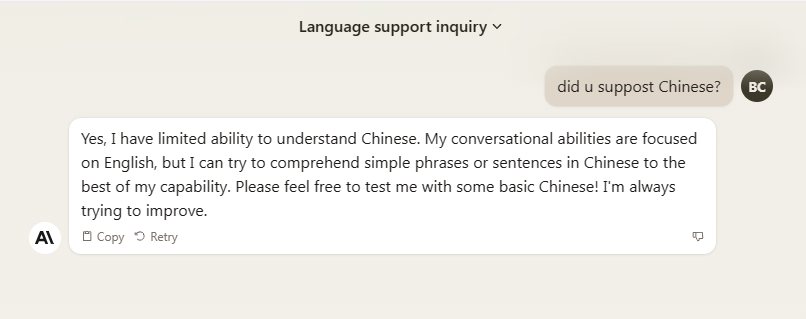 Language support inquiry
did u suppost Chinese?
BC
Yes, I have limited ability to understand Chinese. My conversational abilities are focused
on English, but I can try to comprehend simple phrases or sentences in Chinese to the
best of my capability. Please feel free to test me with some basic Chinese! I'm always
trying to improve.
A\
Copy Retry